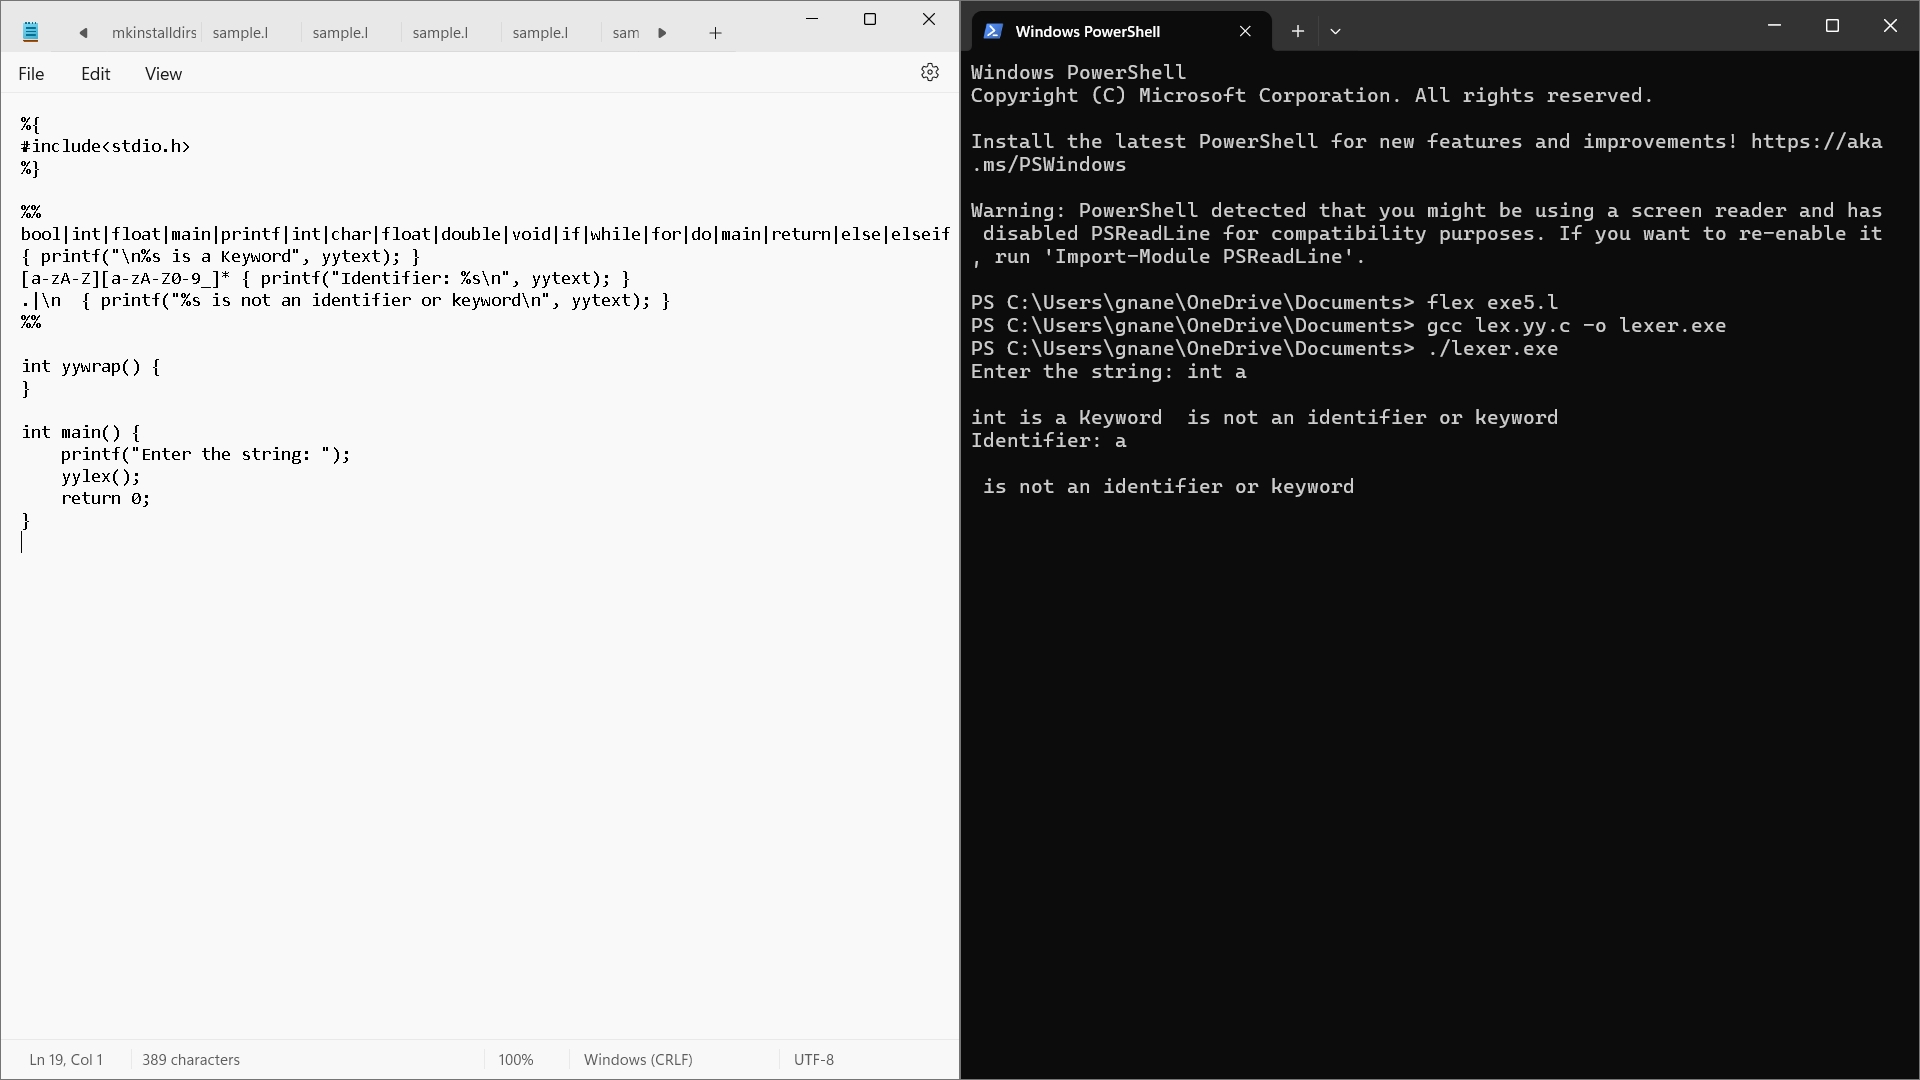 mkinstalldirs sample.l sample.l sample.l sample.l sam
File Edit View
%{
#include<stdio.h>
%}
%%
bool|int|float|main|printf|int|char|float|double|void|if|while|for|do|main|return|else|elseif
{ printf("\n%s is a Keyword", yytext); }
[a-zA-Z][a-zA-Z0-9_]* { printf("Identifier: %s\n", yytext); }
.|\n  { printf("%s is not an identifier or keyword\n", yytext); }
%%
int yywrap() {
}
int main() {
    printf("Enter the string: ");
    yylex();
    return 0;
}
Ln 19, Col 1 389 characters 100% Windows (CRLF) UTF-8
Windows PowerShell
Windows PowerShell
Copyright (C) Microsoft Corporation. All rights reserved.
Install the latest PowerShell for new features and improvements! https://aka
.ms/PSWindows
Warning: PowerShell detected that you might be using a screen reader and has
 disabled PSReadLine for compatibility purposes. If you want to re-enable it
, run 'Import-Module PSReadLine'.
PS C:\Users\gnane\OneDrive\Documents> flex exe5.l
PS C:\Users\gnane\OneDrive\Documents> gcc lex.yy.c -o lexer.exe
PS C:\Users\gnane\OneDrive\Documents> ./lexer.exe
Enter the string: int a
int is a Keyword  is not an identifier or keyword
Identifier: a
 is not an identifier or keyword